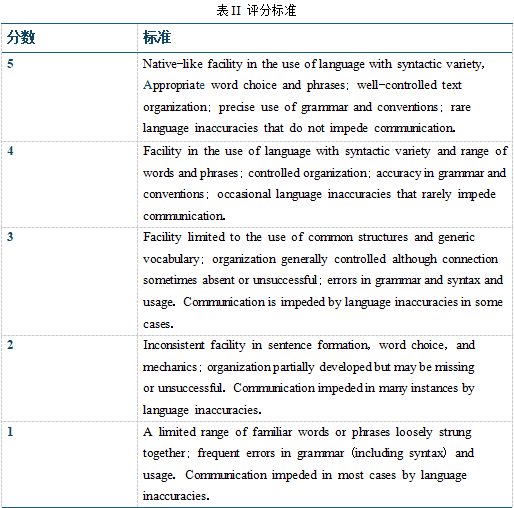 表 II 评分标准
分数 标准
5 Native-like facility in the use of language with syntactic variety,
Appropriate word choice and phrases; well-controlled text
organization; precise use of grammar and conventions; rare
language inaccuracies that do not impede communication.
4 Facility in the use of language with syntactic variety and range of
words and phrases; controlled organization; accuracy in grammar and
conventions; occasional language inaccuracies that rarely impede
communication.
3 Facility limited to the use of common structures and generic
vocabulary; organization generally controlled although connection
sometimes absent or unsuccessful; errors in grammar and syntax and
usage. Communication is impeded by language inaccuracies in some
cases.
2 Inconsistent facility in sentence formation, word choice, and
mechanics; organization partially developed but may be missing
or unsuccessful. Communication impeded in many instances by
language inaccuracies.
1 A limited range of familiar words or phrases loosely strung
together; frequent errors in grammar (including syntax) and
usage. Communication impeded in most cases by language
inaccuracies.